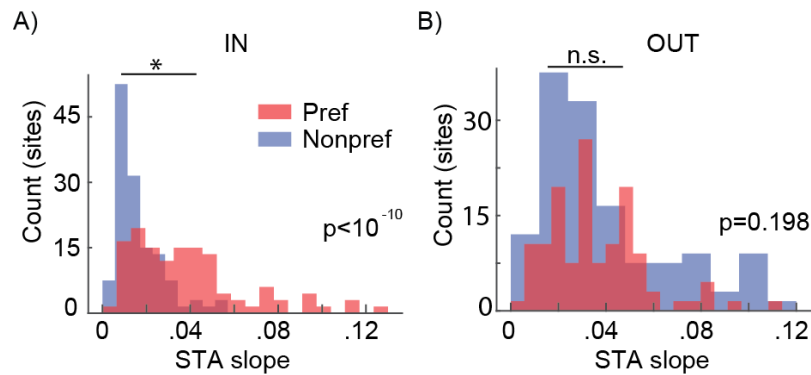 A)
IN
*
Pref
Nonpref
p<10^-10
Count (sites)
45
30
15
0
0 .04 .08 .12
STA slope
B)
OUT
n.s.
p=0.198
Count (sites)
30
15
0
0 .04 .08 .12
STA slope